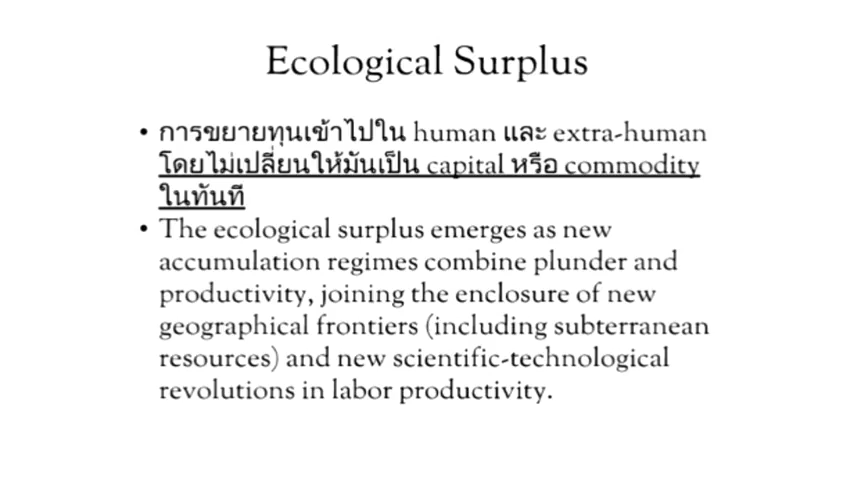 Ecological Surplus
• การขยายทุนเข้าไปใน human และ extra-human
โดยไม่เปลี่ยนให้มันเป็น capital หรือ commodity
ในทันที
• The ecological surplus emerges as new
accumulation regimes combine plunder and
productivity, joining the enclosure of new
geographical frontiers (including subterranean
resources) and new scientific-technological
revolutions in labor productivity.